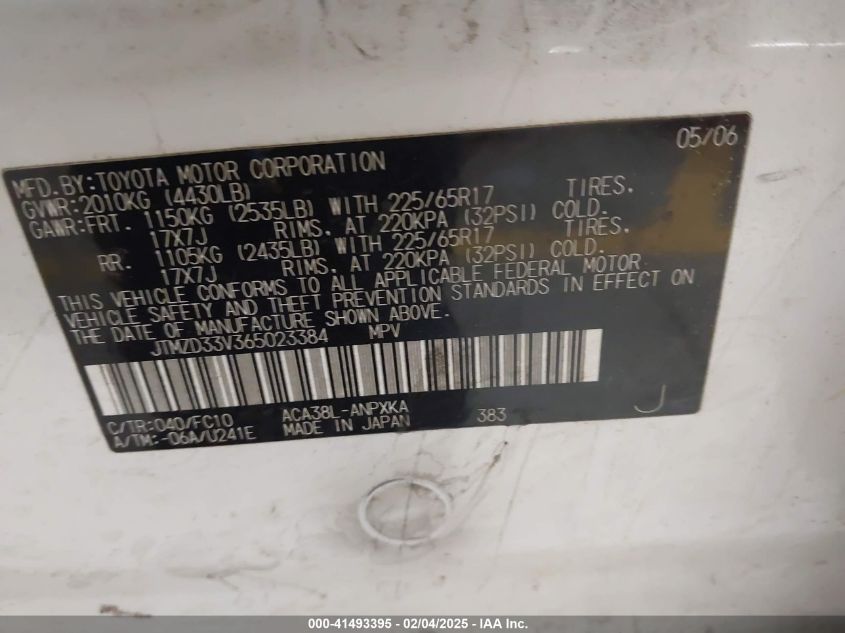 05/06
MFD.BY:TOYOTA MOTOR CORPORATION
GVWR:2010KG (4430LB)
GAWR:FRT. 1150KG (2535LB) WITH 225/65R17 TIRES.
17X7J RIMS, AT 220KPA (32PSI) COLD.
RR. 1105KG (2435LB) WITH 225/65R17 TIRES.
17X7J RIMS, AT 220KPA (32PSI) COLD.
THIS VEHICLE CONFORMS TO ALL APPLICABLE FEDERAL MOTOR
VEHICLE SAFETY AND THEFT PREVENTION STANDARDS IN EFFECT ON
THE DATE OF MANUFACTURE SHOWN ABOVE.
JTMZD33V365023384 MPV
C/TR:040/FC10 ACA38L-ANPXKA 383 J
A/TM:-06A/U241E MADE IN JAPAN
000-41493395 - 02/04/2025 - IAA Inc.